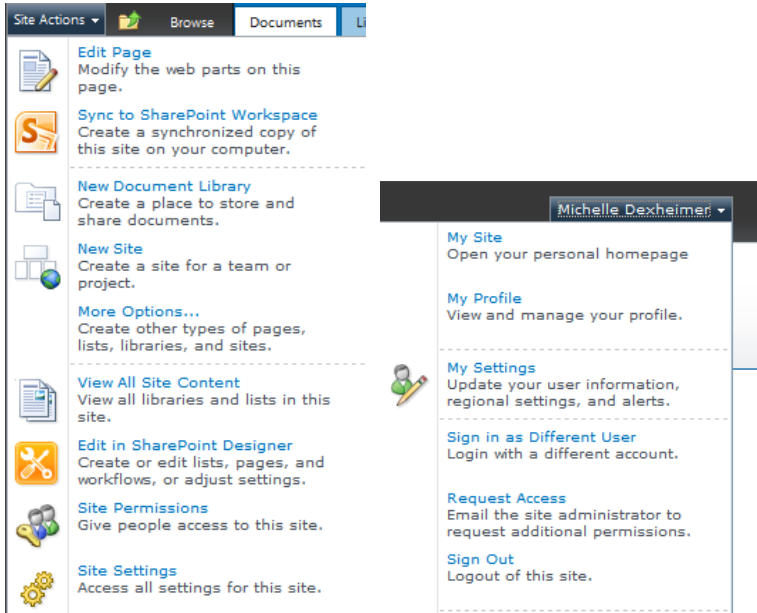 Site Actions
Browse
Documents
Li
Edit Page
Modify the web parts on this
page.
Sync to SharePoint Workspace
Create a synchronized copy of
this site on your computer.
New Document Library
Create a place to store and
share documents.
New Site
Create a site for a team or
project.
More Options...
Create other types of pages,
lists, libraries, and sites.
View All Site Content
View all libraries and lists in this
site.
Edit in SharePoint Designer
Create or edit lists, pages, and
workflows, or adjust settings.
Site Permissions
Give people access to this site.
Site Settings
Access all settings for this site.
Michelle Dexheimer
My Site
Open your personal homepage
My Profile
View and manage your profile.
My Settings
Update your user information,
regional settings, and alerts.
Sign in as Different User
Login with a different account.
Request Access
Email the site administrator to
request additional permissions.
Sign Out
Logout of this site.